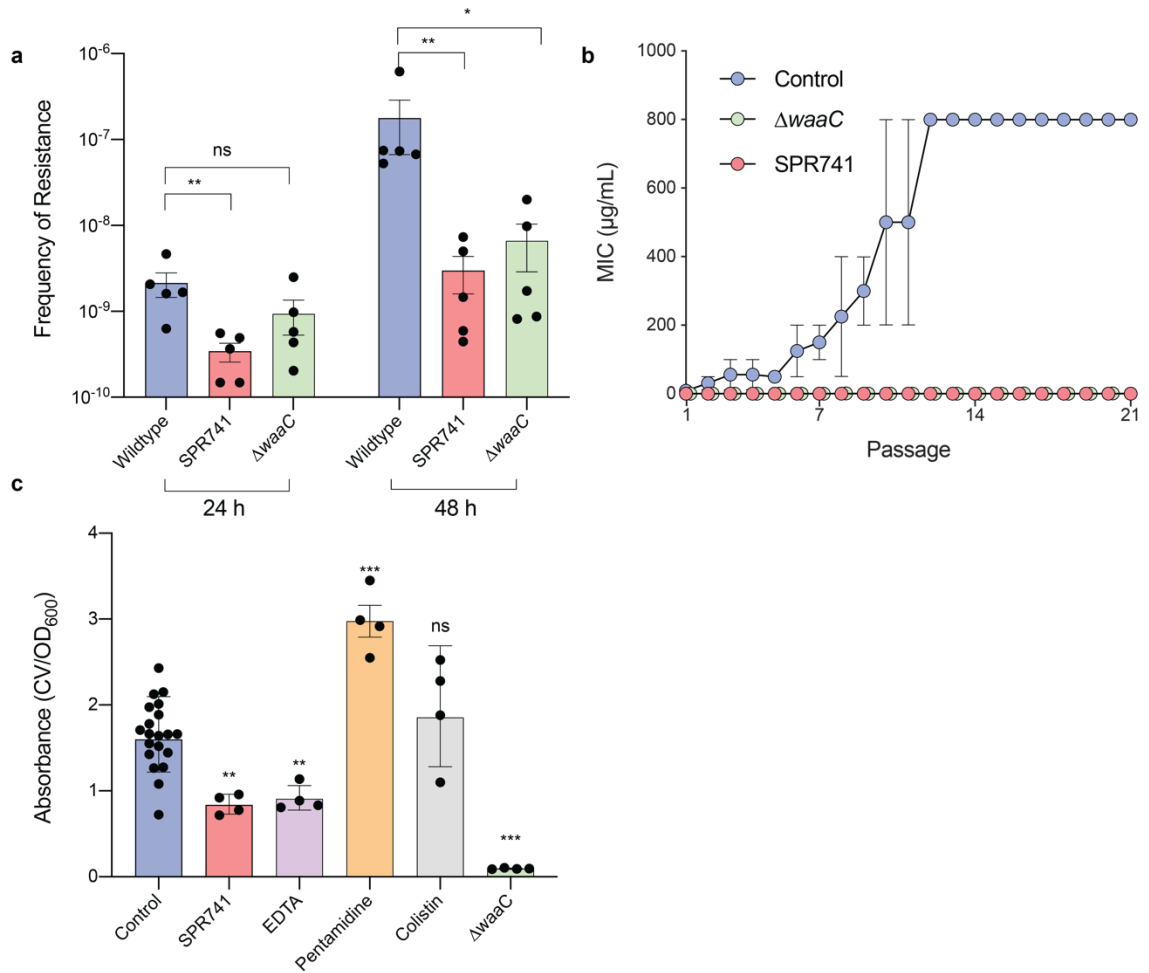 a
Frequency of Resistance
10-6
10-7
10-8
10-9
10-10
ns
**
**
*
Wildtype
SPR741
ΔwaaC
Wildtype
SPR741
ΔwaaC
24 h
48 h
b
MIC (µg/mL)
1000
800
600
400
200
0
Control
ΔwaaC
SPR741
1
7
14
21
Passage
c
Absorbance (CV/OD600)
4
3
2
1
0
**
**
***
ns
***
Control
SPR741
EDTA
Pentamidine
Colistin
ΔwaaC